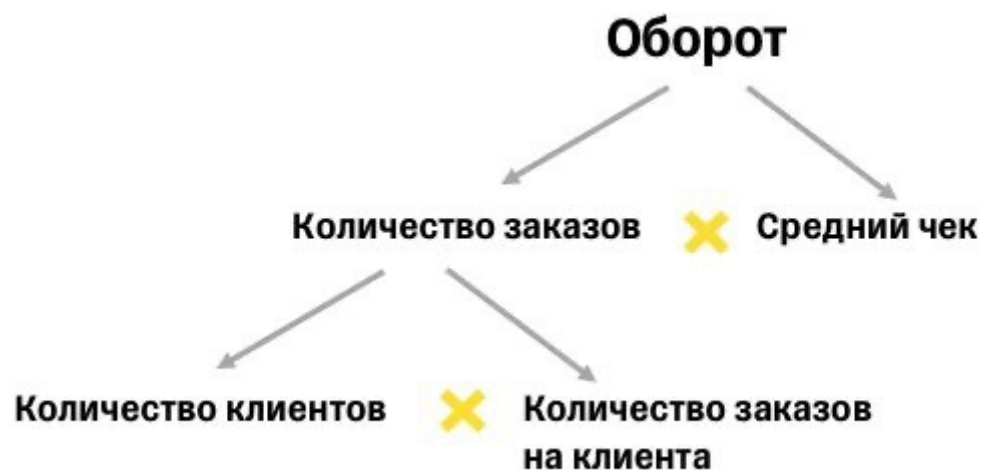 Оборот
Количество заказов
Средний чек
Количество клиентов
Количество заказов
на клиента